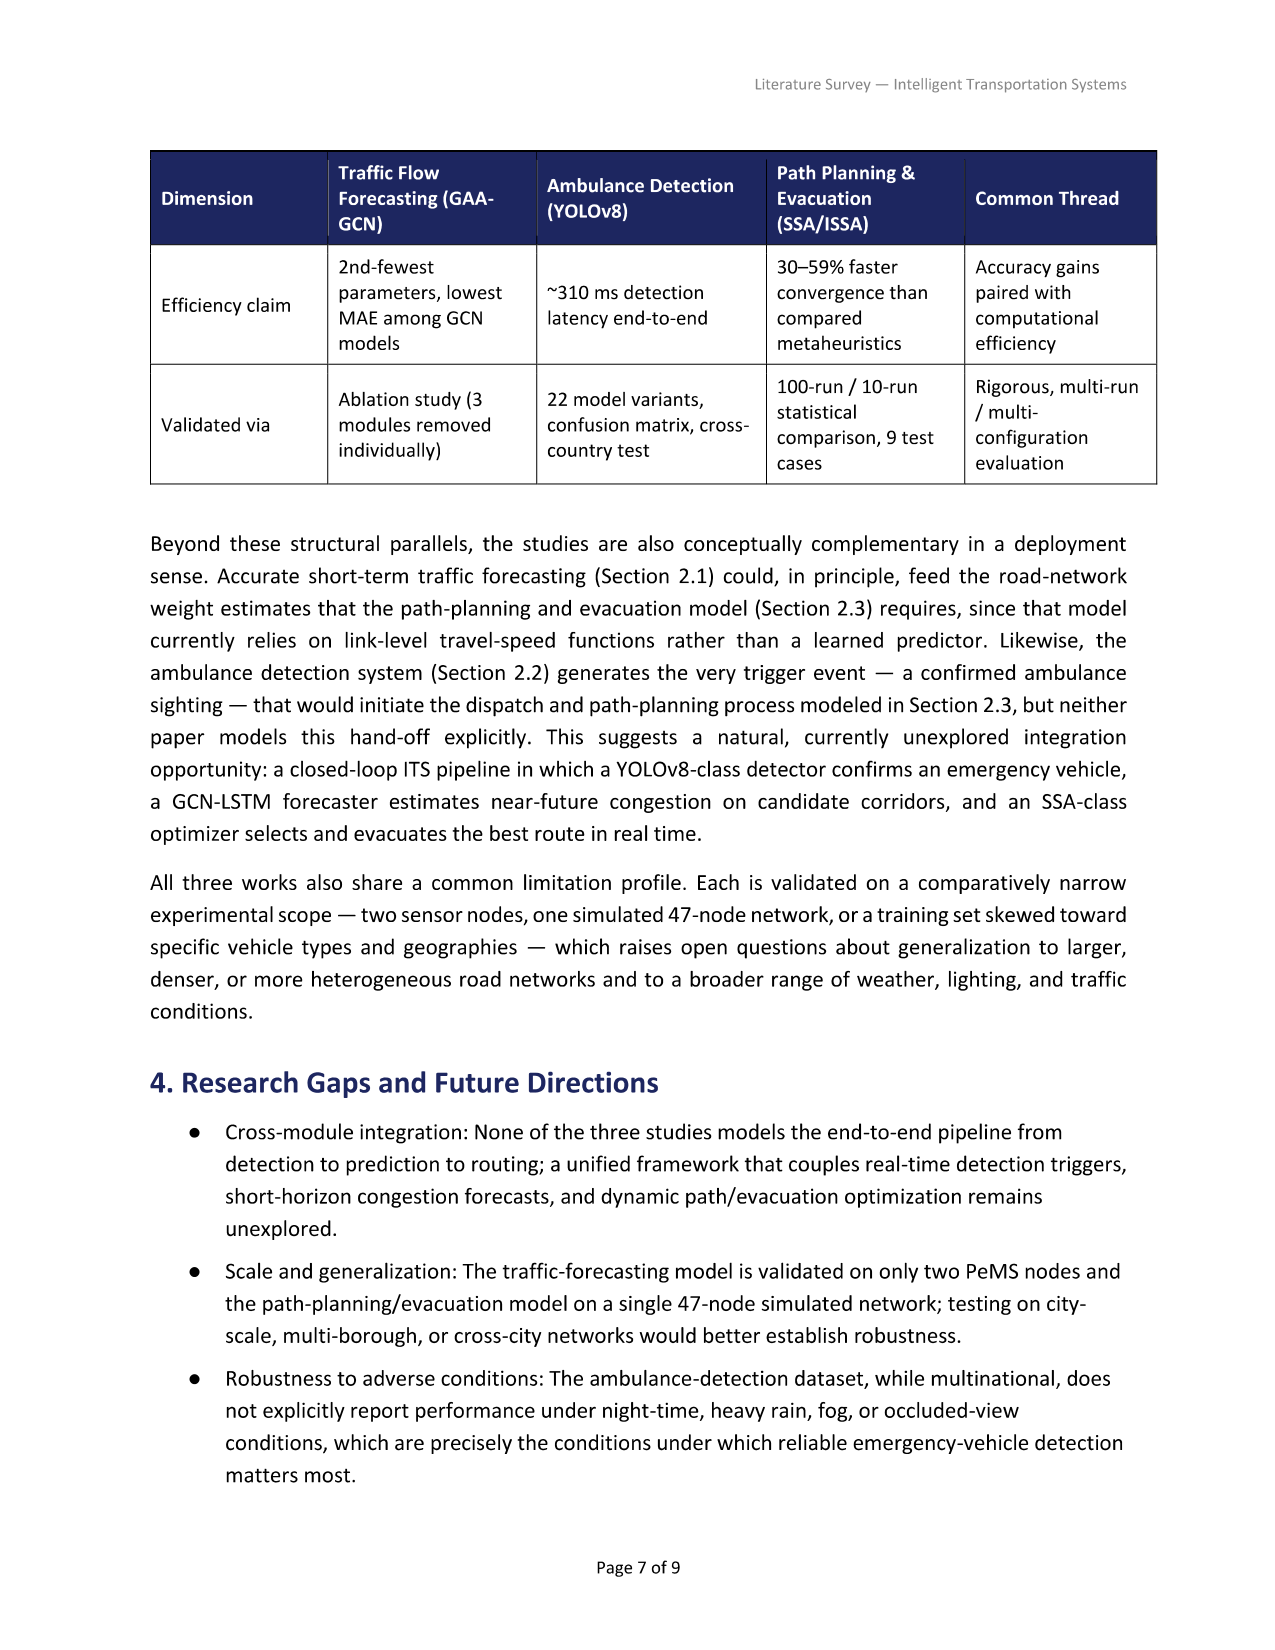 Literature Survey — Intelligent Transportation Systems
Dimension
Traffic Flow
Forecasting (GAA-
GCN)
Ambulance Detection
(YOLOv8)
Path Planning &
Evacuation
(SSA/ISSA)
Common Thread
Efficiency claim
2nd-fewest
parameters, lowest
MAE among GCN
models
~310 ms detection
latency end-to-end
30–59% faster
convergence than
compared
metaheuristics
Accuracy gains
paired with
computational
efficiency
Validated via
Ablation study (3
modules removed
individually)
22 model variants,
confusion matrix, cross-
country test
100-run / 10-run
statistical
comparison, 9 test
cases
Rigorous, multi-run
/ multi-
configuration
evaluation
Beyond these structural parallels, the studies are also conceptually complementary in a deployment
sense. Accurate short-term traffic forecasting (Section 2.1) could, in principle, feed the road-network
weight estimates that the path-planning and evacuation model (Section 2.3) requires, since that model
currently relies on link-level travel-speed functions rather than a learned predictor. Likewise, the
ambulance detection system (Section 2.2) generates the very trigger event — a confirmed ambulance
sighting — that would initiate the dispatch and path-planning process modeled in Section 2.3, but neither
paper models this hand-off explicitly. This suggests a natural, currently unexplored integration
opportunity: a closed-loop ITS pipeline in which a YOLOv8-class detector confirms an emergency vehicle,
a GCN-LSTM forecaster estimates near-future congestion on candidate corridors, and an SSA-class
optimizer selects and evacuates the best route in real time.
All three works also share a common limitation profile. Each is validated on a comparatively narrow
experimental scope — two sensor nodes, one simulated 47-node network, or a training set skewed toward
specific vehicle types and geographies — which raises open questions about generalization to larger,
denser, or more heterogeneous road networks and to a broader range of weather, lighting, and traffic
conditions.
4. Research Gaps and Future Directions
● Cross-module integration: None of the three studies models the end-to-end pipeline from
detection to prediction to routing; a unified framework that couples real-time detection triggers,
short-horizon congestion forecasts, and dynamic path/evacuation optimization remains
unexplored.
● Scale and generalization: The traffic-forecasting model is validated on only two PeMS nodes and
the path-planning/evacuation model on a single 47-node simulated network; testing on city-
scale, multi-borough, or cross-city networks would better establish robustness.
● Robustness to adverse conditions: The ambulance-detection dataset, while multinational, does
not explicitly report performance under night-time, heavy rain, fog, or occluded-view
conditions, which are precisely the conditions under which reliable emergency-vehicle detection
matters most.
Page 7 of 9